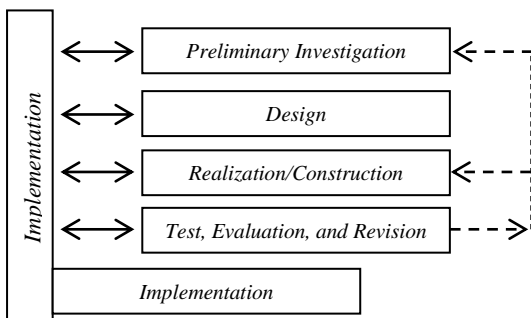 Implementation
Preliminary Investigation
Design
Realization/Construction
Test, Evaluation, and Revision
Implementation